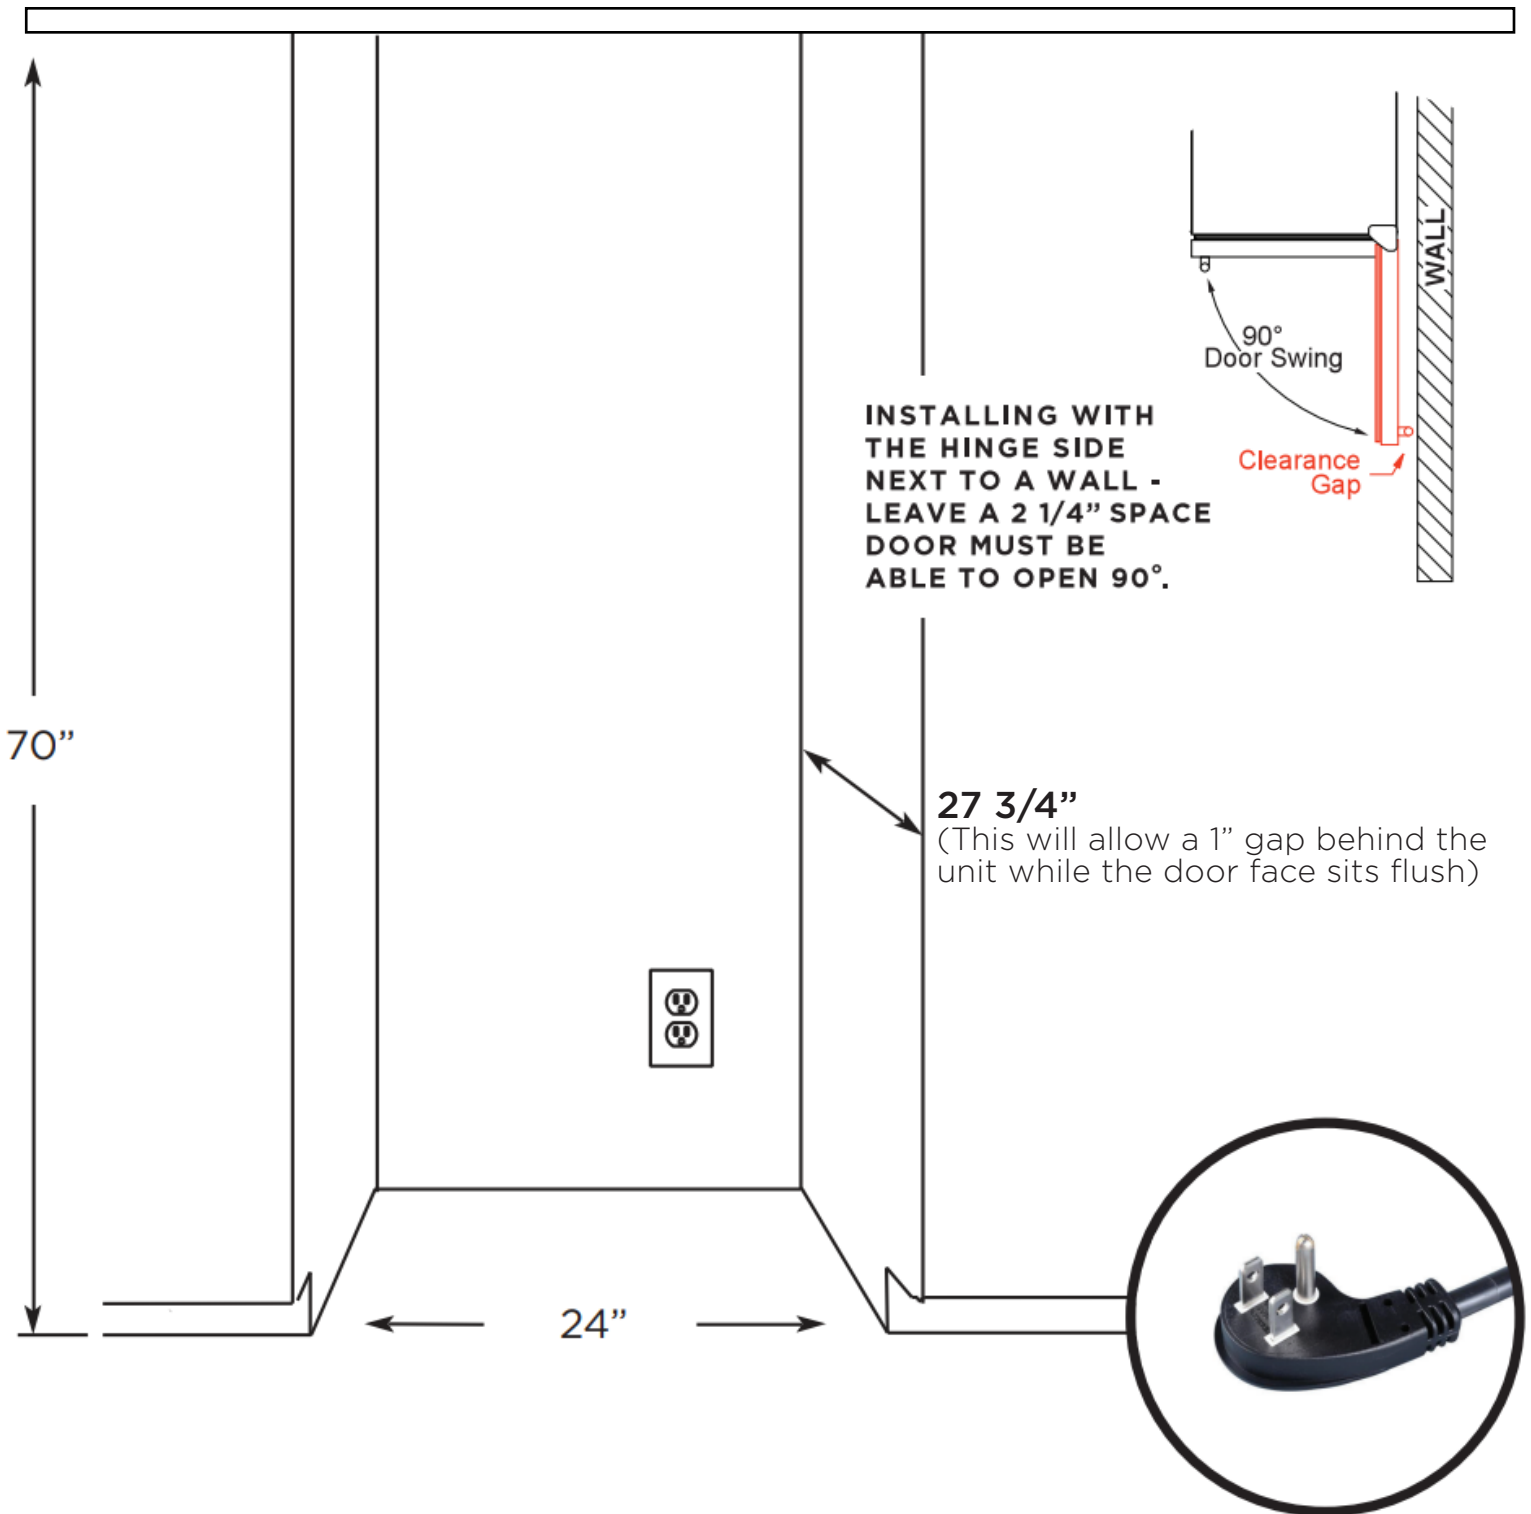 WALL
90°
Door Swing
INSTALLING WITH
THE HINGE SIDE
NEXT TO A WALL -
LEAVE A 2 1/4” SPACE
DOOR MUST BE
ABLE TO OPEN 90°.
Clearance
Gap
70”
27 3/4”
(This will allow a 1” gap behind the
unit while the door face sits flush)
24”